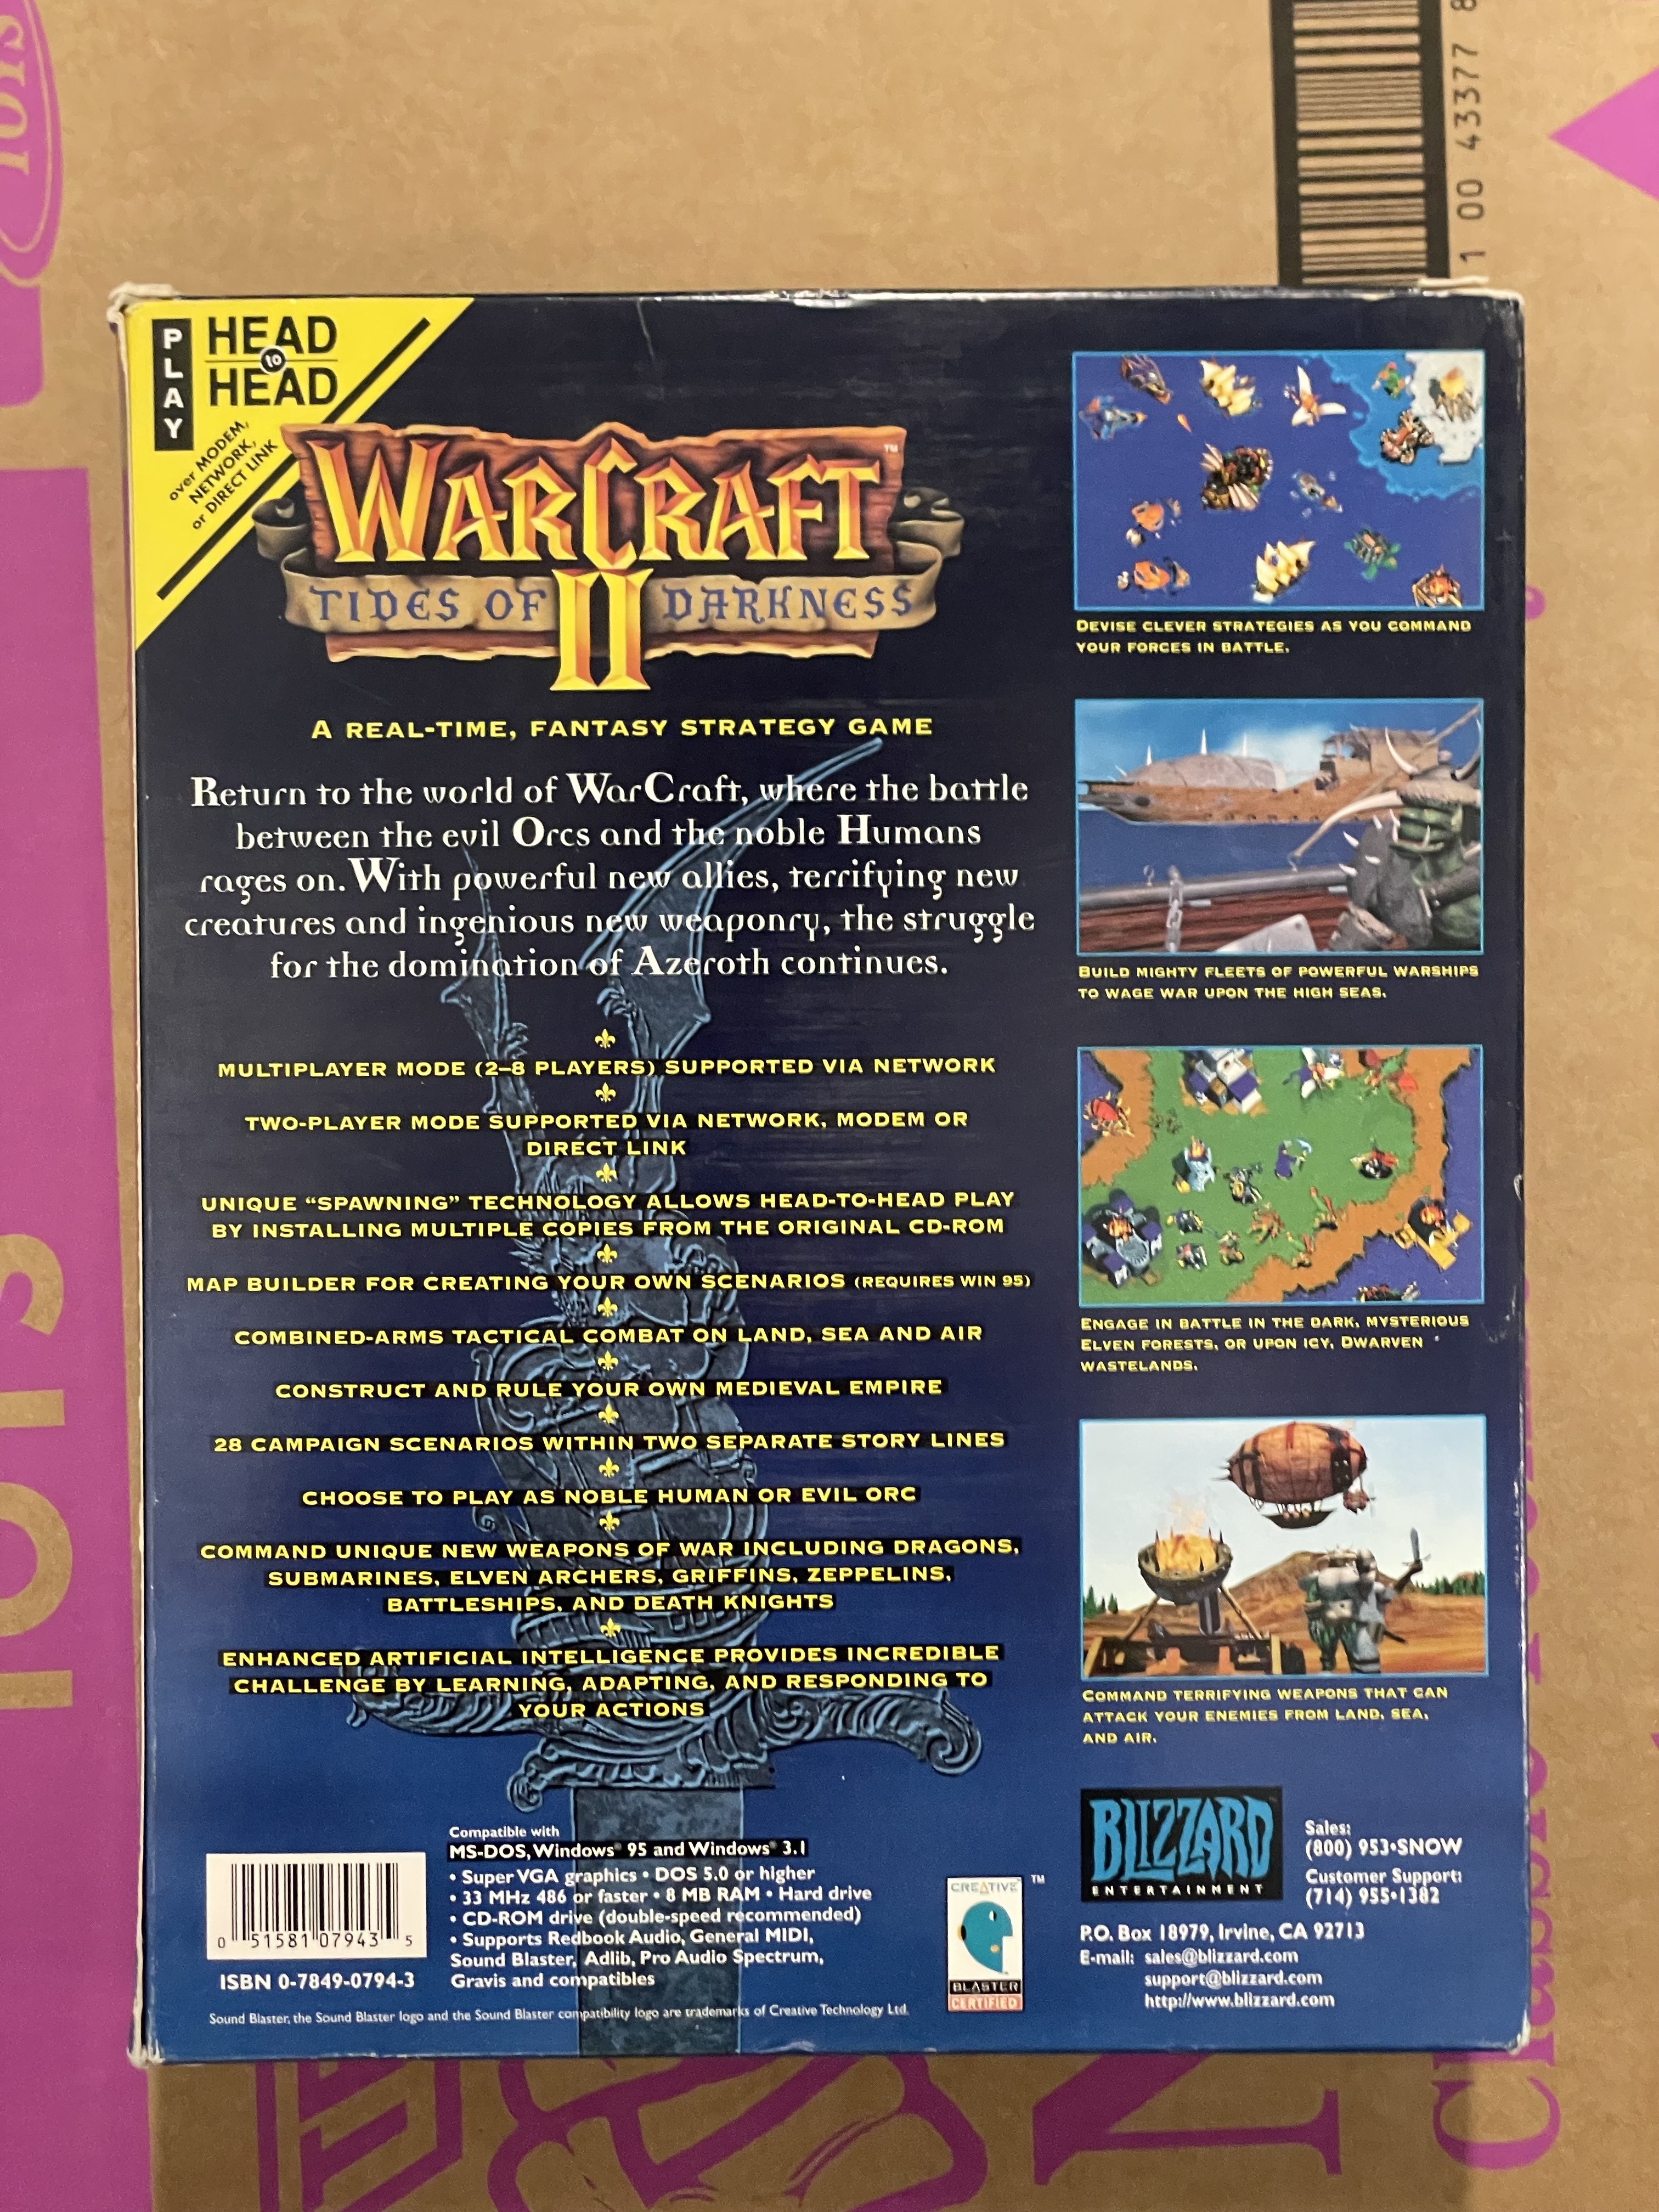 TOYS
1 00 43377 8
PLAY
HEAD
to
HEAD
over MODEM,
NETWORK,
or DIRECT LINK
WARCRAFT™
TIDES OF II DARKNESS
A REAL-TIME, FANTASY STRATEGY GAME
Return to the world of WarCraft, where the battle
between the evil Orcs and the noble Humans
rages on. With powerful new allies, terrifying new
creatures and ingenious new weaponry, the struggle
for the domination of Azeroth continues.
MULTIPLAYER MODE (2–8 PLAYERS) SUPPORTED VIA NETWORK
TWO-PLAYER MODE SUPPORTED VIA NETWORK, MODEM OR
DIRECT LINK
UNIQUE “SPAWNING” TECHNOLOGY ALLOWS HEAD-TO-HEAD PLAY
BY INSTALLING MULTIPLE COPIES FROM THE ORIGINAL CD-ROM
MAP BUILDER FOR CREATING YOUR OWN SCENARIOS (REQUIRES WIN 95)
COMBINED-ARMS TACTICAL COMBAT ON LAND, SEA AND AIR
CONSTRUCT AND RULE YOUR OWN MEDIEVAL EMPIRE
28 CAMPAIGN SCENARIOS WITHIN TWO SEPARATE STORY LINES
CHOOSE TO PLAY AS NOBLE HUMAN OR EVIL ORC
COMMAND UNIQUE NEW WEAPONS OF WAR INCLUDING DRAGONS,
SUBMARINES, ELVEN ARCHERS, GRIFFINS, ZEPPELINS,
BATTLESHIPS, AND DEATH KNIGHTS
ENHANCED ARTIFICIAL INTELLIGENCE PROVIDES INCREDIBLE
CHALLENGE BY LEARNING, ADAPTING, AND RESPONDING TO
YOUR ACTIONS
DEVISE CLEVER STRATEGIES AS YOU COMMAND
YOUR FORCES IN BATTLE.
BUILD MIGHTY FLEETS OF POWERFUL WARSHIPS
TO WAGE WAR UPON THE HIGH SEAS.
ENGAGE IN BATTLE IN THE DARK, MYSTERIOUS
ELVEN FORESTS, OR UPON ICY, DWARVEN
WASTELANDS.
COMMAND TERRIFYING WEAPONS THAT CAN
ATTACK YOUR ENEMIES FROM LAND, SEA,
AND AIR.
0 51581 07943 5
ISBN 0-7849-0794-3
Compatible with
MS-DOS, Windows® 95 and Windows® 3.1
• Super VGA graphics • DOS 5.0 or higher
• 33 MHz 486 or faster • 8 MB RAM • Hard drive
• CD-ROM drive (double-speed recommended)
• Supports Redbook Audio, General MIDI,
Sound Blaster, Adlib, Pro Audio Spectrum,
Gravis and compatibles
Sound Blaster, the Sound Blaster logo and the Sound Blaster compatibility logo are trademarks of Creative Technology Ltd.
CREATIVE ™
BLASTER
CERTIFIED
BLIZZARD
ENTERTAINMENT
Sales:
(800) 953•SNOW
Customer Support:
(714) 955•1382
P.O. Box 18979, Irvine, CA 92713
E-mail: sales@blizzard.com
support@blizzard.com
http://www.blizzard.com